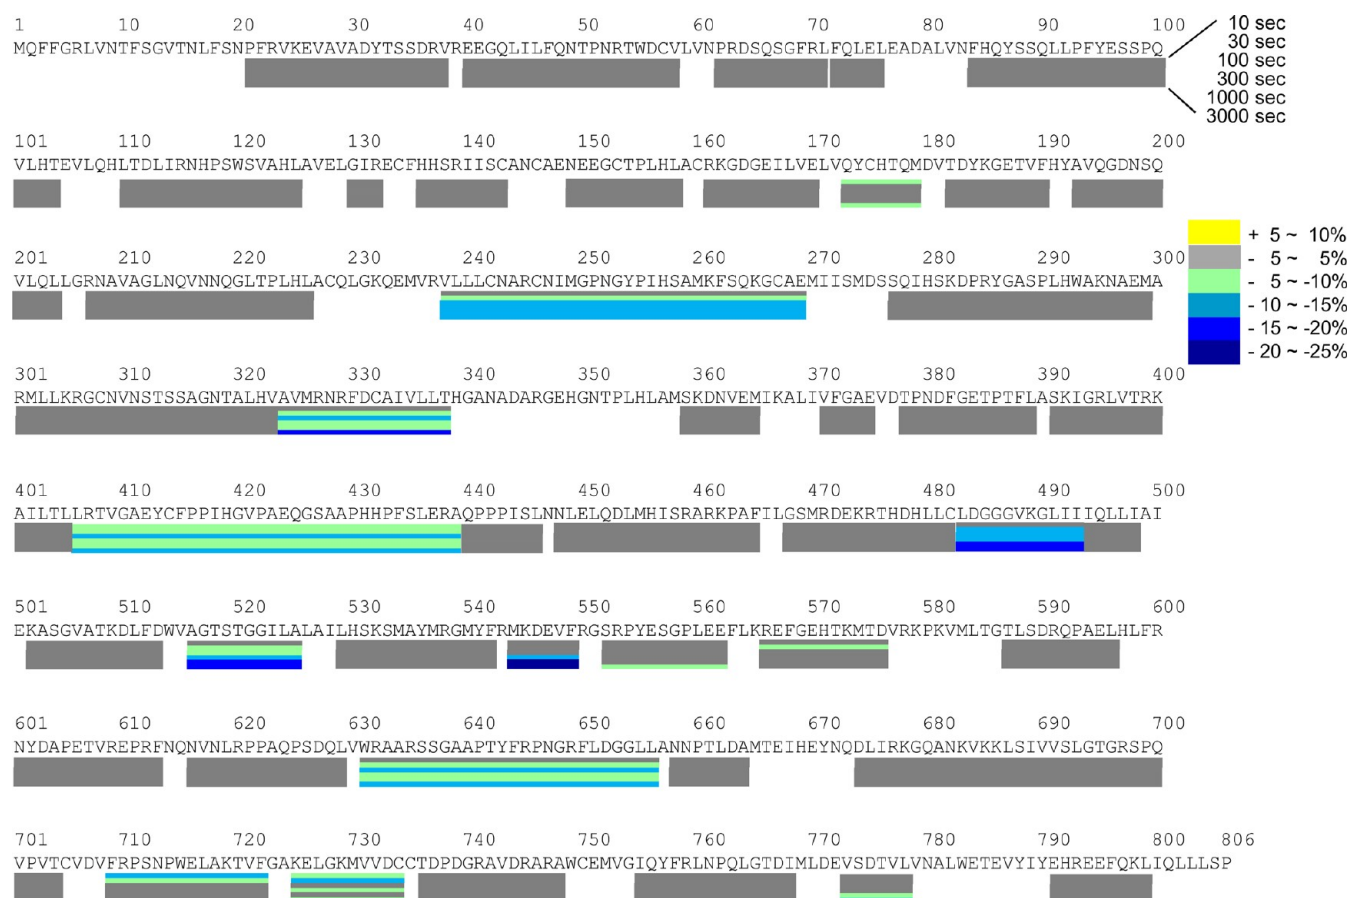 1 10 20 30 40 50 60 70 80 90 100
MQFFGRLVNTFSGVTNLFSNPFRVKEVAVADYTSSDRVREEGQLILFQNTPNRTWDCVLVNPRDSQSGFRLFQLELEADALVNFHQYSSQLLPFYESSPQ
10 sec
30 sec
100 sec
300 sec
1000 sec
3000 sec
101 110 120 130 140 150 160 170 180 190 200
VLHTEVLQHLTDLIRNHPSWSVAHLAVELGIRECFHHSRIISCANCAENEEGCTPLHLACRKGDGEILVELVQYCHTQMDVTDYKGETVFHYAVQGDNSQ
201 210 220 230 240 250 260 270 280 290 300
VLQLLGRNAVAGLNQVNNQGLTPLHLACQLGKQEMVRVLLLCNARCNIMGPNGYPIHSAMKFSQKGCAEMIISMDSSQIHSKDPRYGASPLHWAKNAEMA
+ 5 ~ 10%
- 5 ~ 5%
- 5 ~ -10%
- 10 ~ -15%
- 15 ~ -20%
- 20 ~ -25%
301 310 320 330 340 350 360 370 380 390 400
RMLLKRGCNVNSTSSAGNTALHVAVMRNRFDCAIVLLTHGANADARGEHGNTPLHLAMSKDNVEMIKALIVFGAEVDTPNDFGETPTFLASKIGRLVTRK
401 410 420 430 440 450 460 470 480 490 500
AILTLLRTVGAEYCFPPIHGVPAEQGSAAPHHPFSLERAQPPPISLNNLELQDLMHISRARKPAFILGSMRDEKRTHDHLLCLDGGGVKGLIIIQLLIAI
501 510 520 530 540 550 560 570 580 590 600
EKASGVATKDLFDWVAGTSTGGILALAILHSKSMAYMRGMYFRMKDEVFRGSRPYESGPLEEFLKREFGEHTKMTDVRKPKVMLTGTLSDRQPAELHLFR
601 610 620 630 640 650 660 670 680 690 700
NYDAPETVREPRFNQNVNLRPPAQPSDQLVWRAARSSGAAPTYFRPNGRFLDGGLLANNPTLDAMTEIHEYNQDLIRKGQANKVKKLSIVVSLGTGRSPQ
701 710 720 730 740 750 760 770 780 790 800 806
VPVTCVDVFRPSNPWELAKTVFGAKELGKMVVDCCTDPDGRAVDRARAWCEMVGIQYFRLNPQLGTDIMLDEVSDTVLVNALWETEVYIYEHREEFQKLIQLLLSP